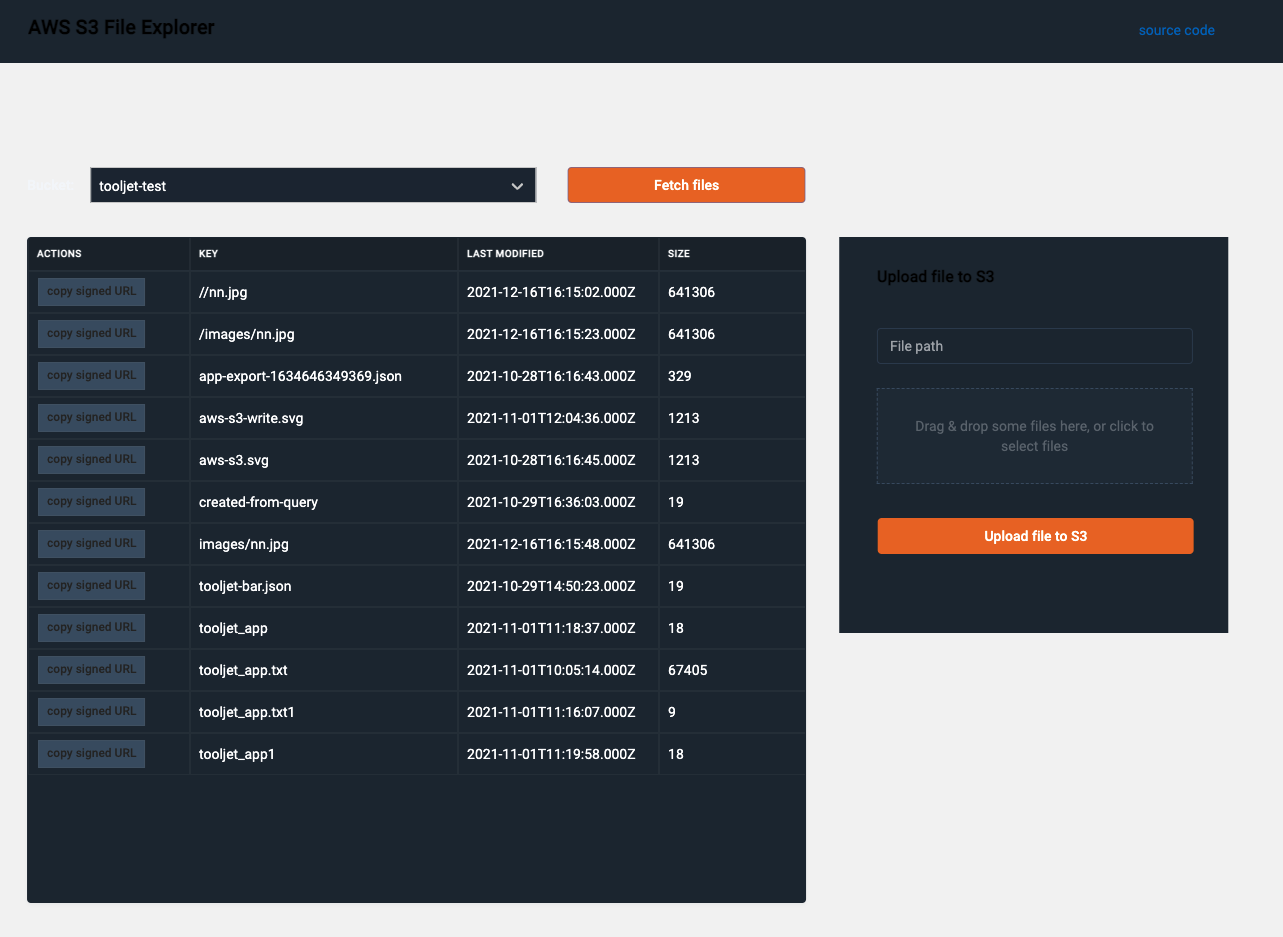 AWS S3 File Explorer
source code
Bucket
tooljet-test
Fetch files
ACTIONS KEY LAST MODIFIED SIZE
copy signed URL //nn.jpg 2021-12-16T16:15:02.000Z 641306
copy signed URL /images/nn.jpg 2021-12-16T16:15:23.000Z 641306
copy signed URL app-export-1634646349369.json 2021-10-28T16:16:43.000Z 329
copy signed URL aws-s3-write.svg 2021-11-01T12:04:36.000Z 1213
copy signed URL aws-s3.svg 2021-10-28T16:16:45.000Z 1213
copy signed URL created-from-query 2021-10-29T16:36:03.000Z 19
copy signed URL images/nn.jpg 2021-12-16T16:15:48.000Z 641306
copy signed URL tooljet-bar.json 2021-10-29T14:50:23.000Z 19
copy signed URL tooljet_app 2021-11-01T11:18:37.000Z 18
copy signed URL tooljet_app.txt 2021-11-01T10:05:14.000Z 67405
copy signed URL tooljet_app.txt1 2021-11-01T11:16:07.000Z 9
copy signed URL tooljet_app1 2021-11-01T11:19:58.000Z 18
Upload file to S3
File path
Drag & drop some files here, or click to
select files
Upload file to S3